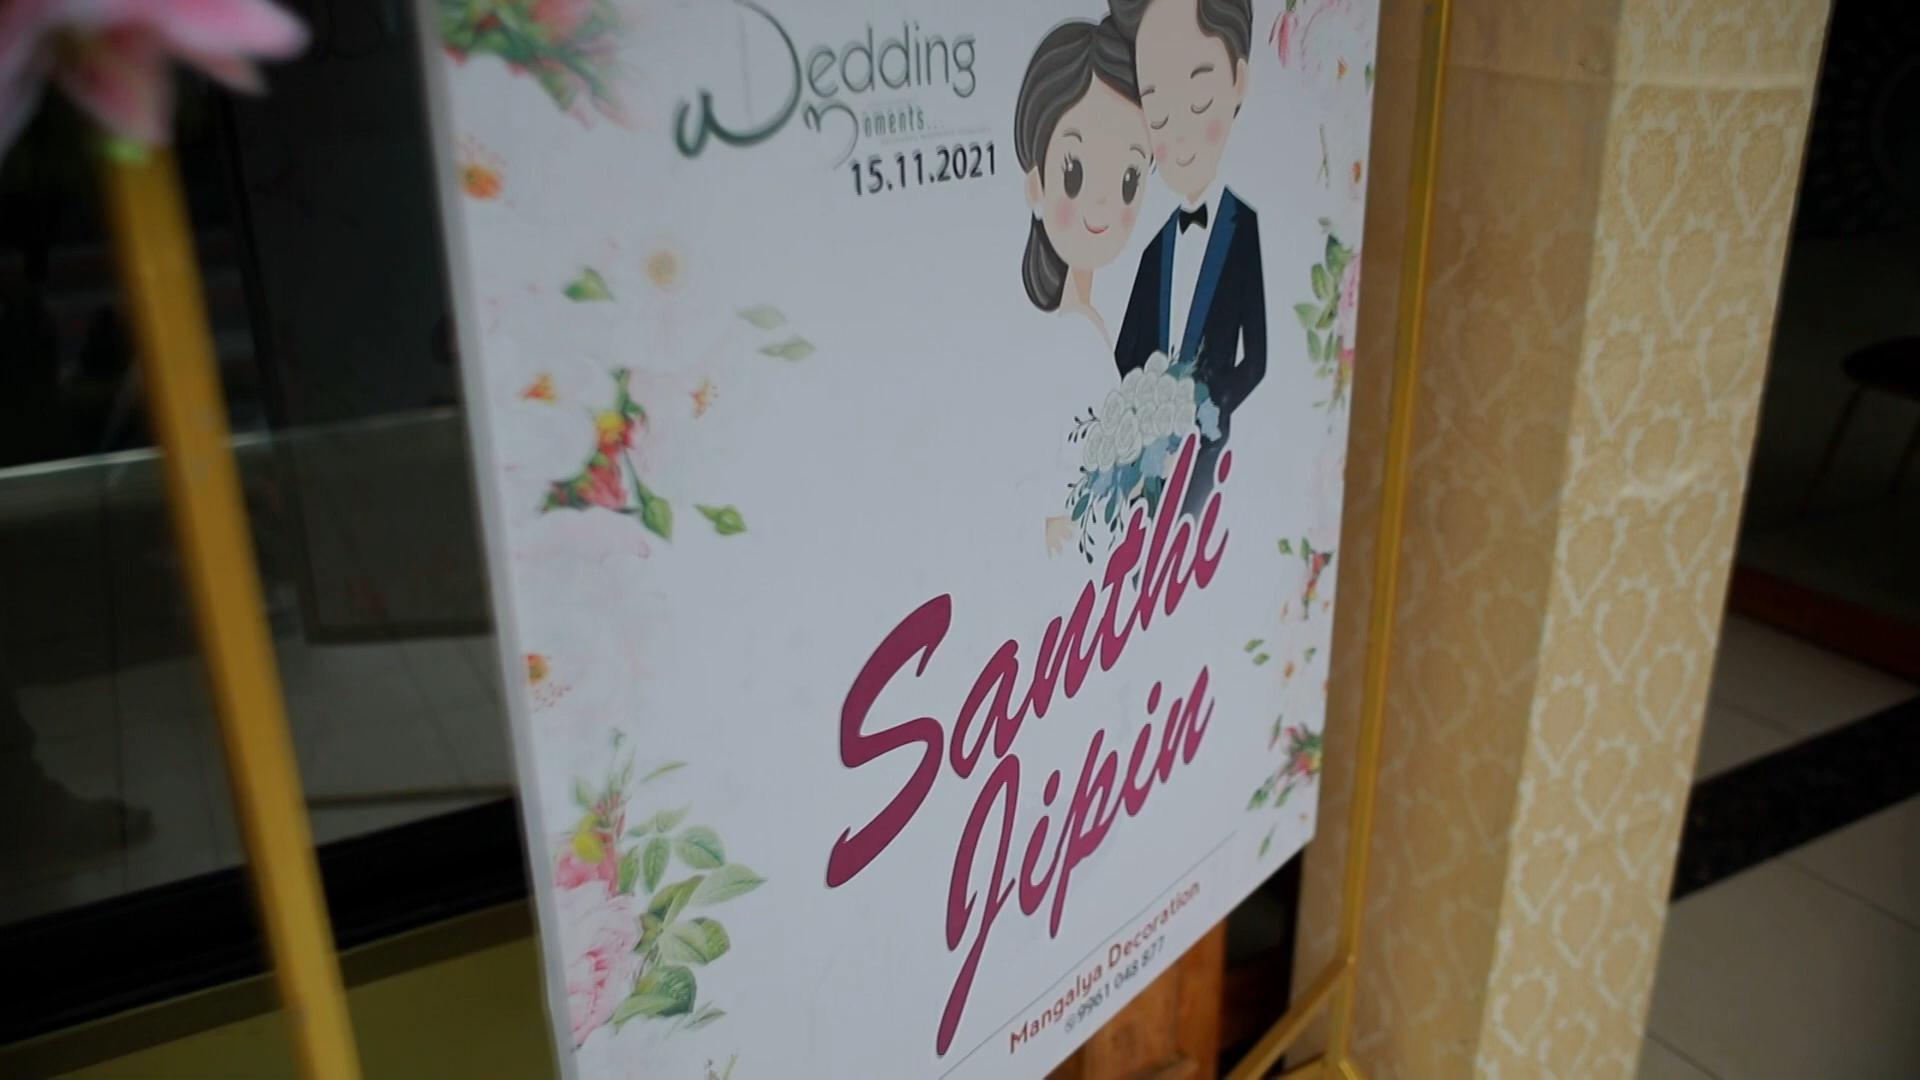 Wedding
Moments...
15.11.2021
Santhi
Jipin
Mangalya Decoration
9961 048 877